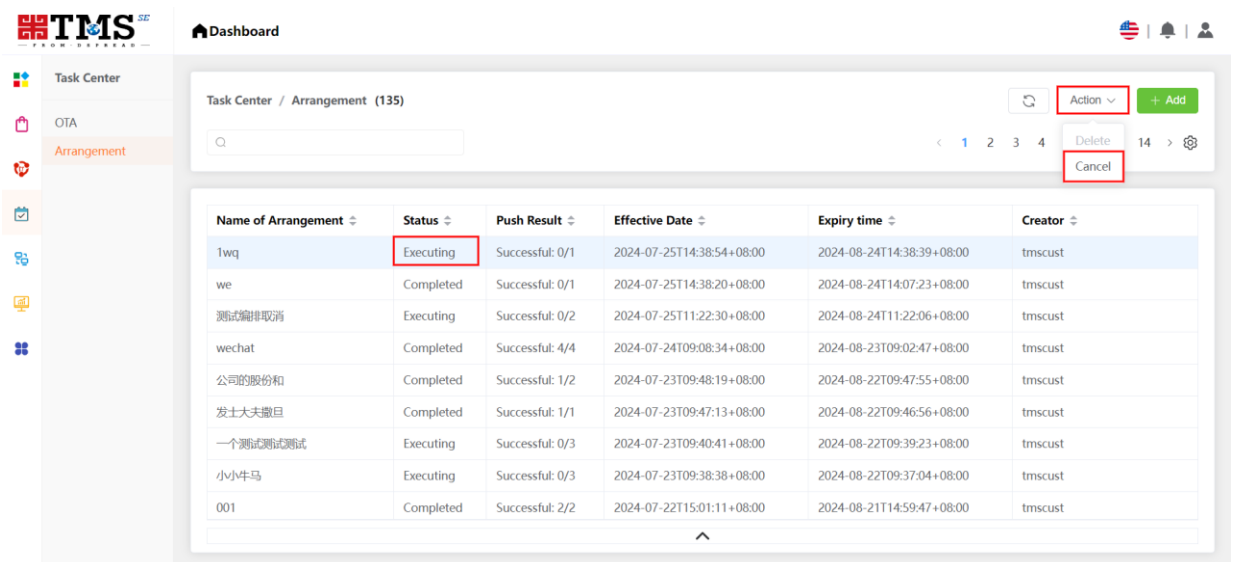 TMS SE
FROM·DSPREAD
Dashboard
Task Center
OTA
Arrangement
Task Center / Arrangement (135)
Action
+ Add
1 2 3 4 14
Delete
Cancel
Name of Arrangement Status Push Result Effective Date Expiry time Creator
1wq Executing Successful: 0/1 2024-07-25T14:38:54+08:00 2024-08-24T14:38:39+08:00 tmscust
we Completed Successful: 0/1 2024-07-25T14:38:20+08:00 2024-08-24T14:07:23+08:00 tmscust
测试编排取消 Executing Successful: 0/2 2024-07-25T11:22:30+08:00 2024-08-24T11:22:06+08:00 tmscust
wechat Completed Successful: 4/4 2024-07-24T09:08:34+08:00 2024-08-23T09:02:47+08:00 tmscust
公司的股份和 Completed Successful: 1/2 2024-07-23T09:48:19+08:00 2024-08-22T09:47:55+08:00 tmscust
发士大夫撒旦 Completed Successful: 1/1 2024-07-23T09:47:13+08:00 2024-08-22T09:46:56+08:00 tmscust
一个测试测试测试 Executing Successful: 0/3 2024-07-23T09:40:41+08:00 2024-08-22T09:39:23+08:00 tmscust
小小牛马 Executing Successful: 0/3 2024-07-23T09:38:38+08:00 2024-08-22T09:37:04+08:00 tmscust
001 Completed Successful: 2/2 2024-07-22T15:01:11+08:00 2024-08-21T14:59:47+08:00 tmscust